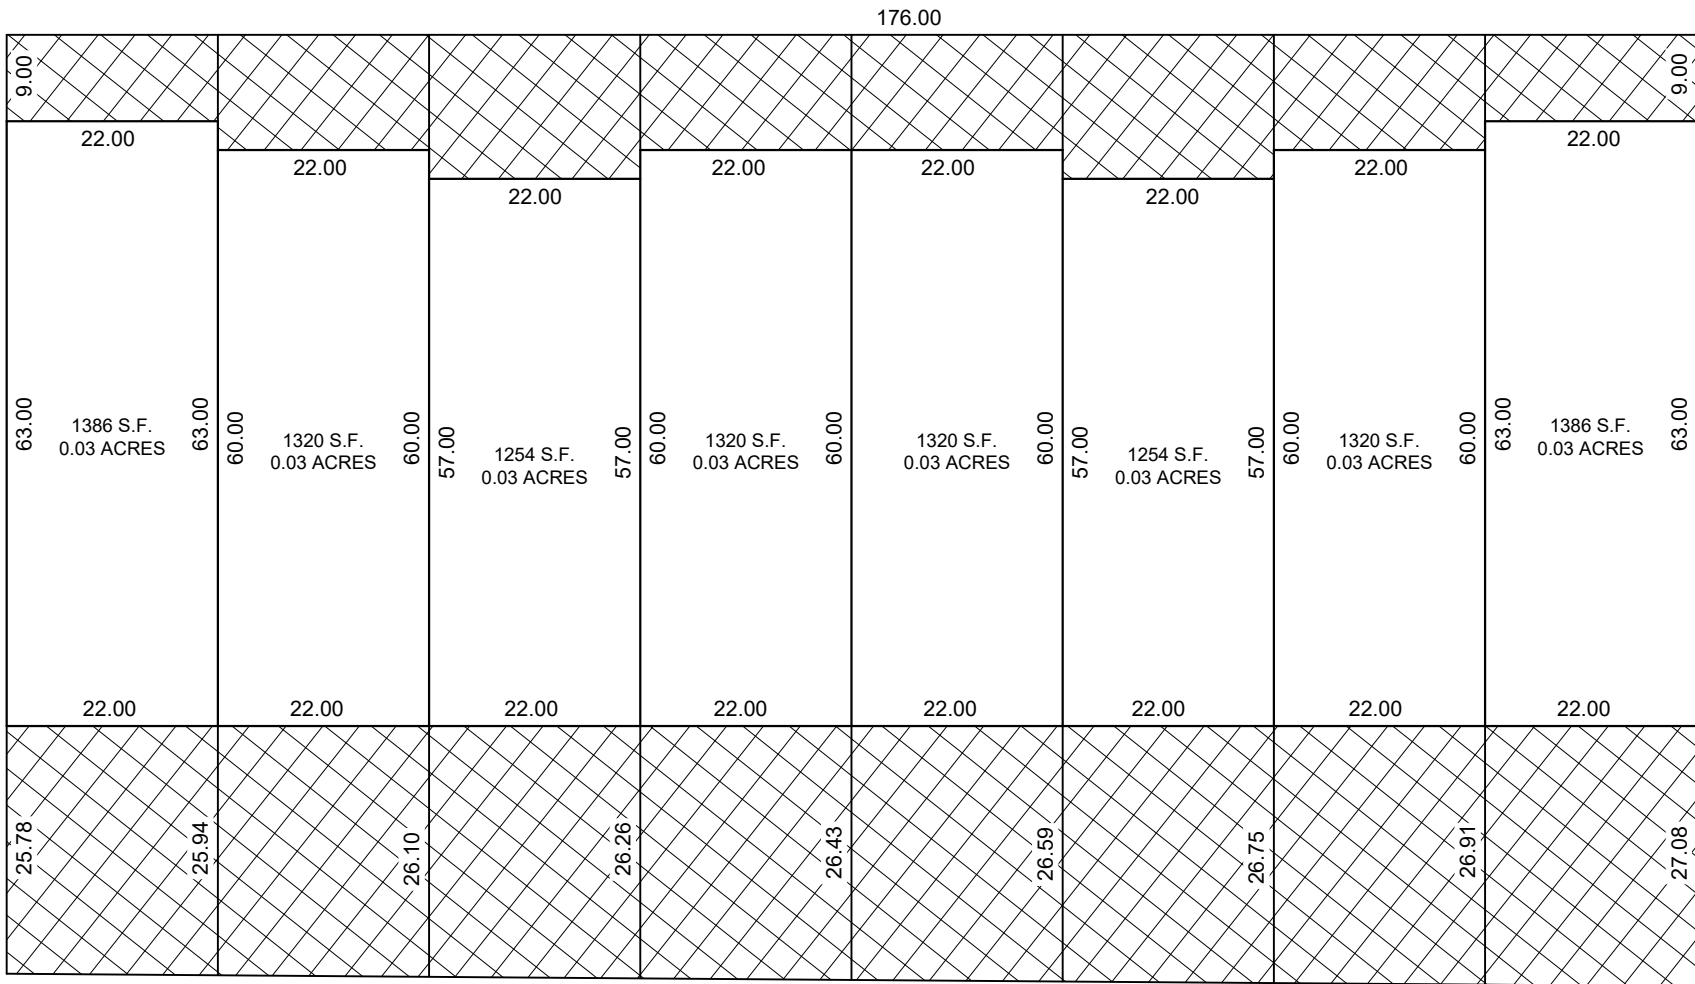 176.00
9.00
9.00
22.00
22.00
22.00
22.00
22.00
22.00
22.00
22.00
63.00
1386 S.F.
0.03 ACRES
63.00
60.00
1320 S.F.
0.03 ACRES
60.00
57.00
1254 S.F.
0.03 ACRES
57.00
60.00
1320 S.F.
0.03 ACRES
60.00
1320 S.F.
0.03 ACRES
60.00
57.00
1254 S.F.
0.03 ACRES
57.00
60.00
1320 S.F.
0.03 ACRES
60.00
63.00
1386 S.F.
0.03 ACRES
63.00
22.00
22.00
22.00
22.00
22.00
22.00
22.00
22.00
25.78
25.94
26.10
26.26
26.43
26.59
26.75
26.91
27.08